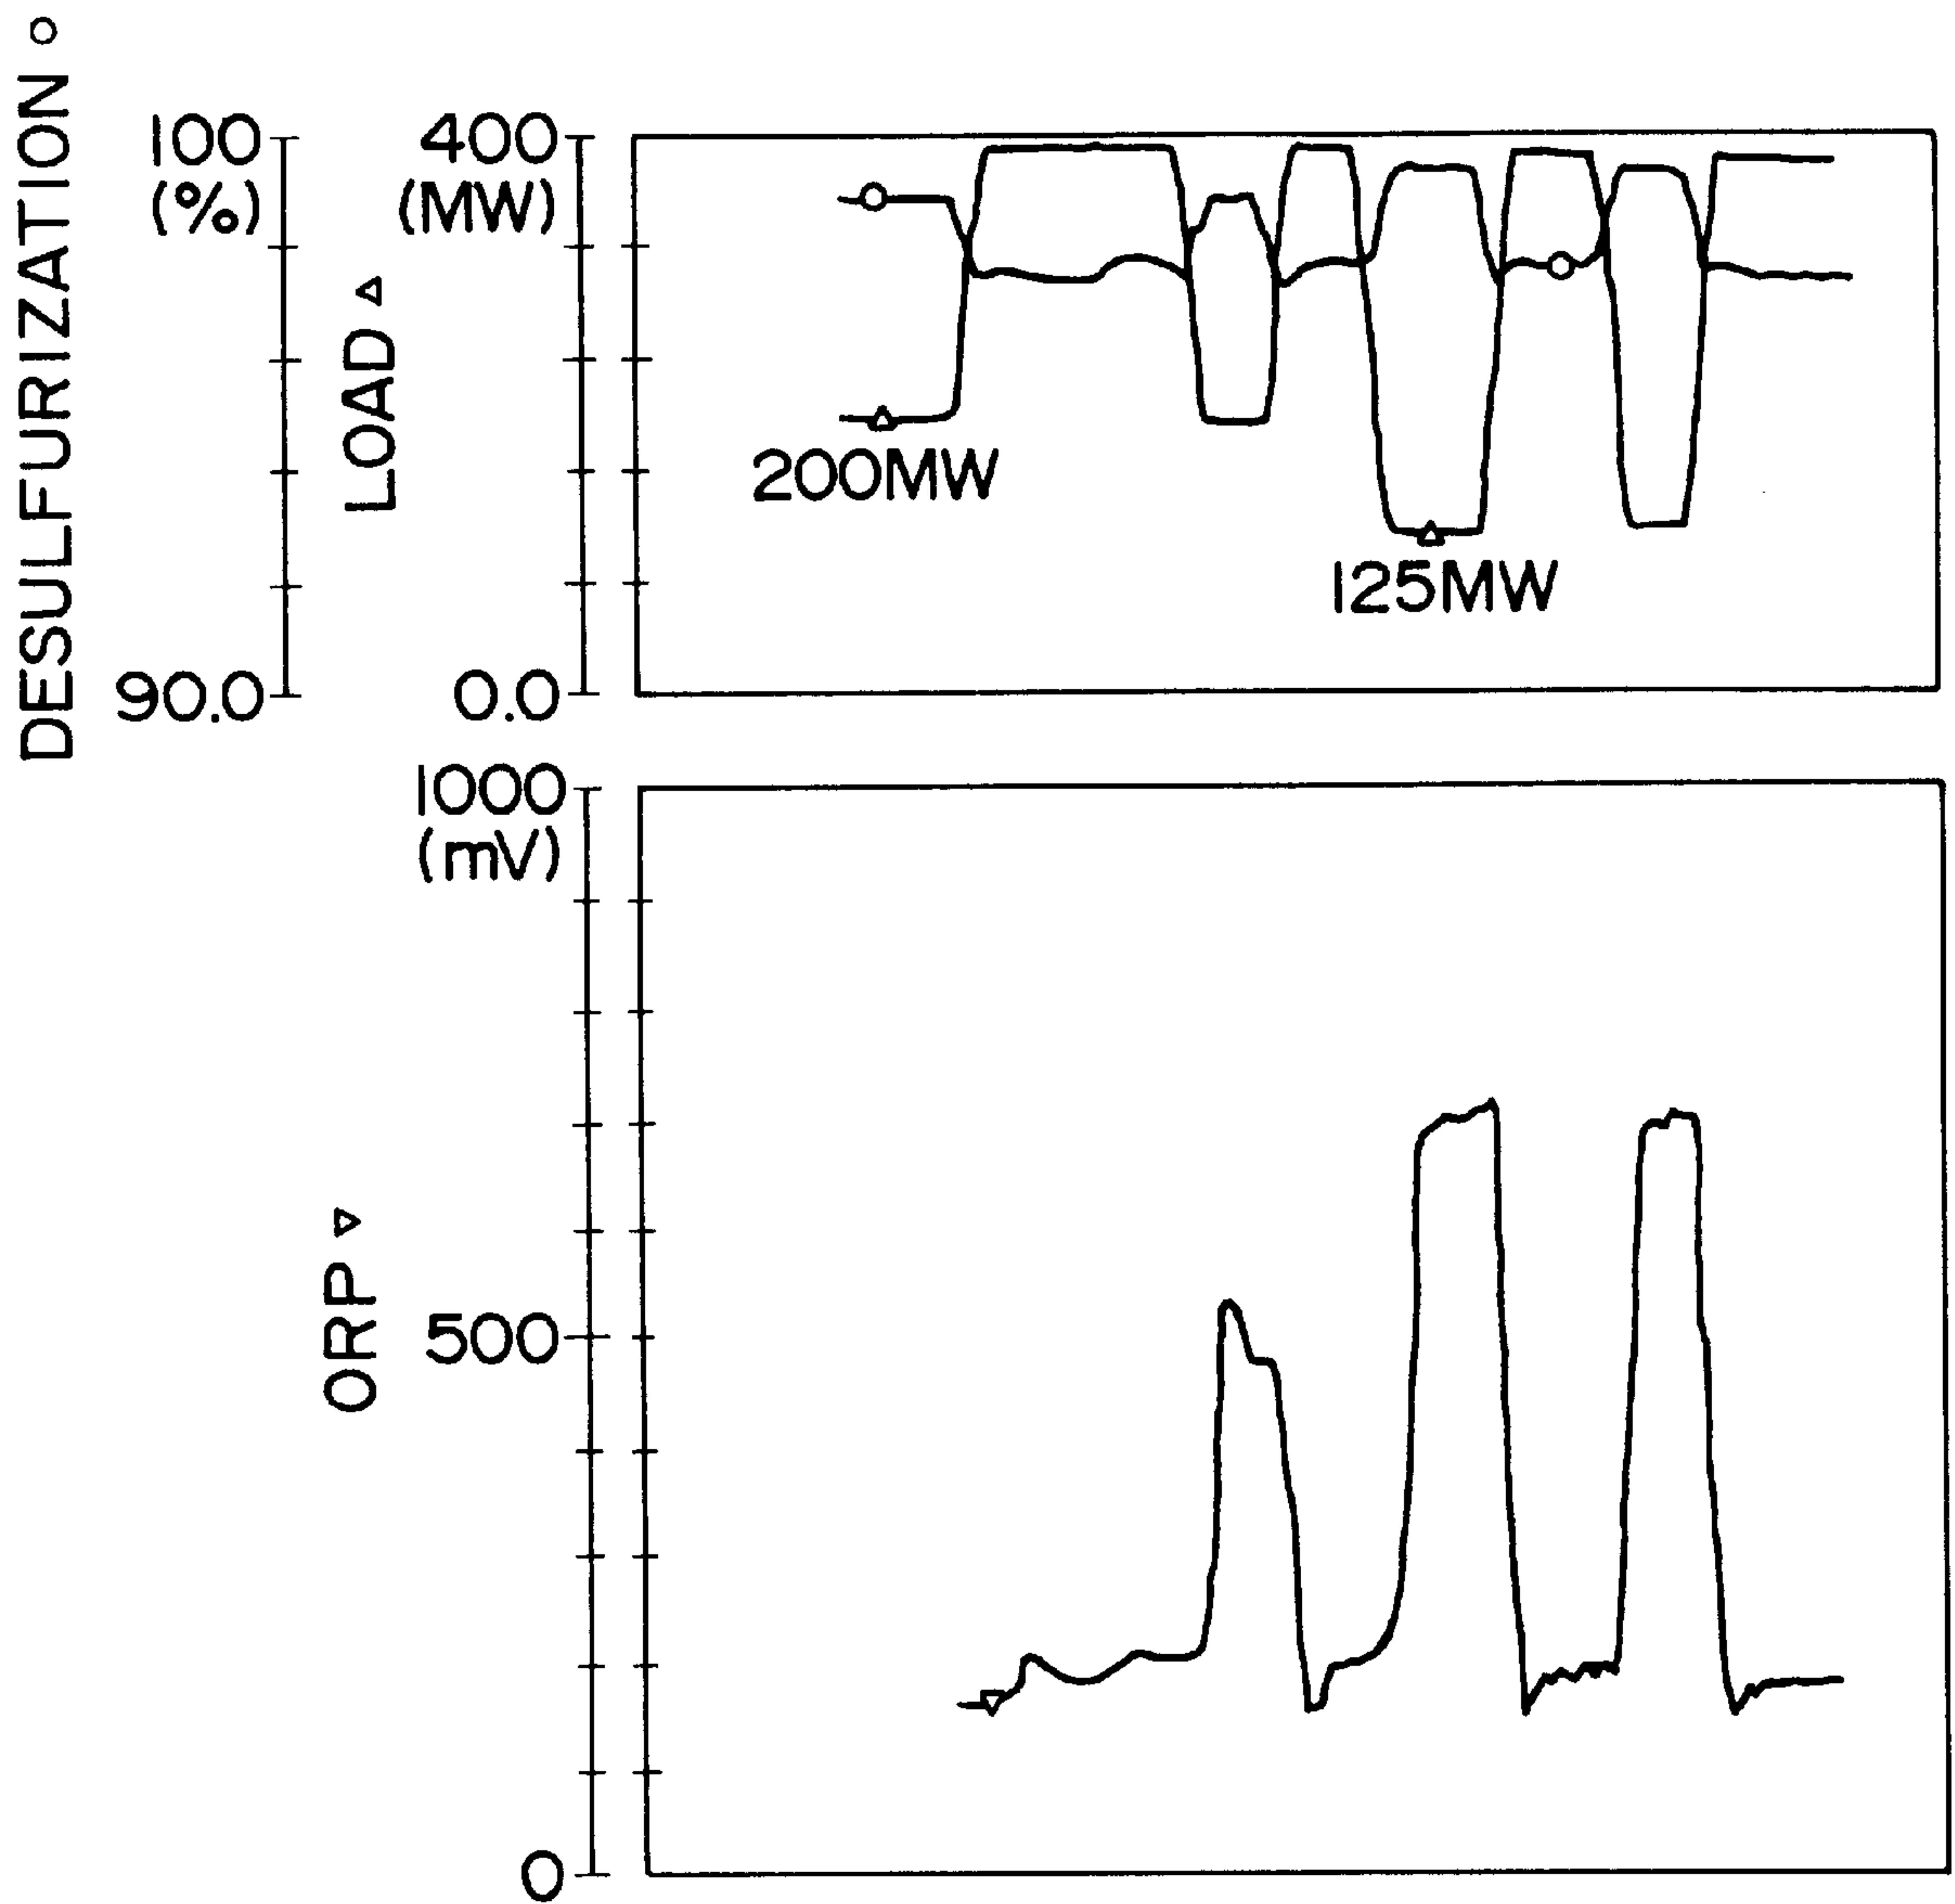 DESULFURIZATION ○
100
(%)
90.0
LOAD △
400
(MW)
0.0
200MW
125MW
ORP ▽
1000
(mV)
500
0